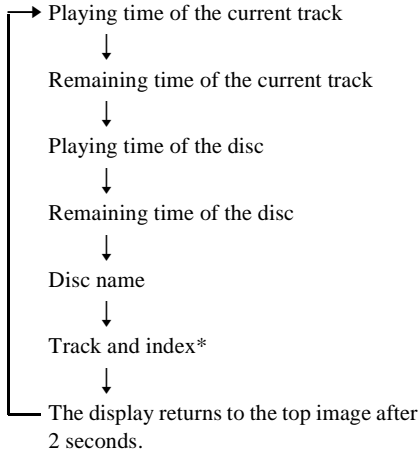 Playing time of the current track
Remaining time of the current track
Playing time of the disc
Remaining time of the disc
Disc name
Track and index*
The display returns to the top image after
2 seconds.